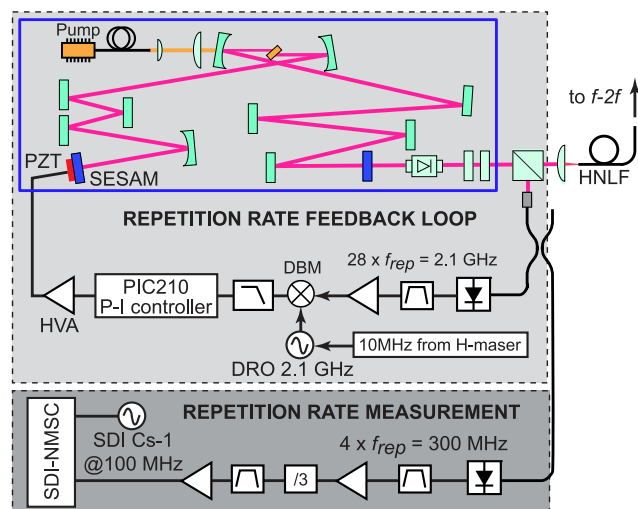 Pump
to f-2f
PZT
SESAM
HNLF
REPETITION RATE FEEDBACK LOOP
28 x frep = 2.1 GHz
DBM
PIC210
P-I controller
HVA
10MHz from H-maser
DRO 2.1 GHz
REPETITION RATE MEASUREMENT
SDI-NMSC
SDI Cs-1
@100 MHz
4 x frep = 300 MHz
/3